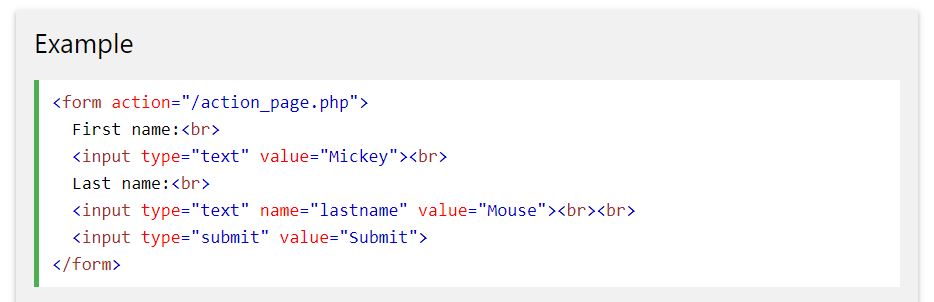 Example
<form action="/action_page.php">
First name:<br>
<input type="text" value="Mickey"><br>
Last name:<br>
<input type="text" name="lastname" value="Mouse"><br><br>
<input type="submit" value="Submit">
</form>